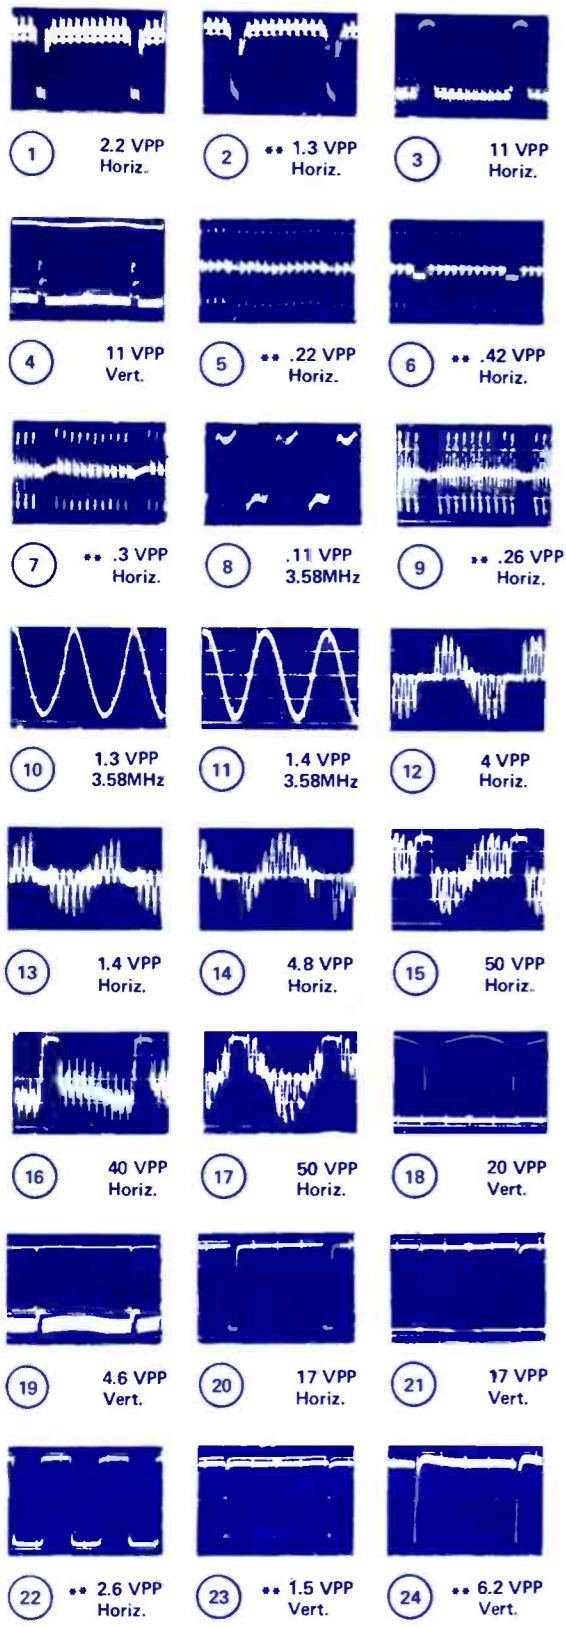 1 2.2 VPP
Horiz.
2 ** 1.3 VPP
Horiz.
3 11 VPP
Horiz.
4 11 VPP
Vert.
5 ** .22 VPP
Horiz.
6 ** .42 VPP
Horiz.
7 ** .3 VPP
Horiz.
8 .11 VPP
3.58MHz
9 ** .26 VPP
Horiz.
10 1.3 VPP
3.58MHz
11 1.4 VPP
3.58MHz
12 4 VPP
Horiz.
13 1.4 VPP
Horiz.
14 4.8 VPP
Horiz.
15 50 VPP
Horiz.
16 40 VPP
Horiz.
17 50 VPP
Horiz.
18 20 VPP
Vert.
19 4.6 VPP
Vert.
20 17 VPP
Horiz.
21 17 VPP
Vert.
22 ** 2.6 VPP
Horiz.
23 ** 1.5 VPP
Vert.
24 ** 6.2 VPP
Vert.